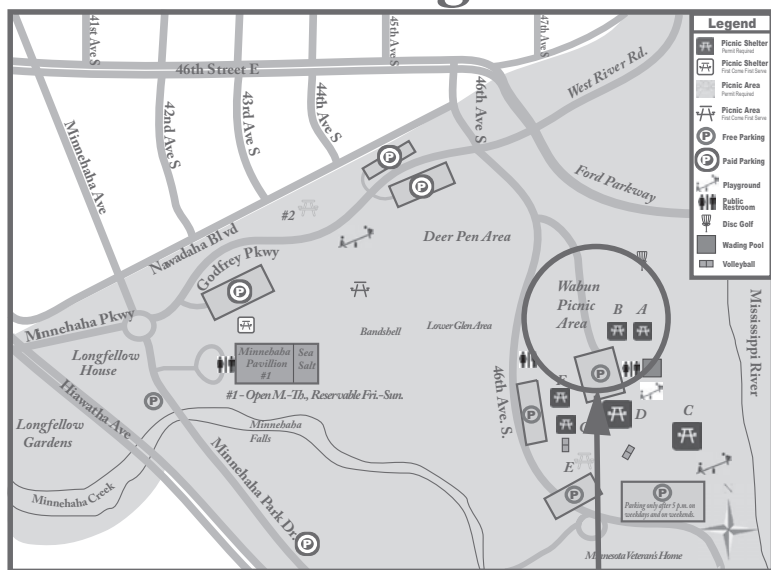 g
41st Ave S
45th Ave S
47th Ave S
46th Street E
42nd Ave S
43rd Ave S
44th Ave S
46th Ave S
West River Rd.
Ford Parkway
Minnehaha Ave
Nawadaha Blvd
Godfrey Pkwy
P
P
P
#2
Deer Pen Area
Minnehaha Pkwy
Longfellow
House
Minnehaha
Pavillion
#1
Sea
Salt
#1 - Open M.-Th., Reservable Fri.-Sun.
Bandshell
Lower Glen Area
Wabun
Picnic
Area
B
A
P
D
C
E
P
P
P
46th Ave. S.
Parking only after 5 p.m. on
weekdays and on weekends.
Minnesota Veteran's Home
Mississippi River
Longfellow
Gardens
Hiawatha Ave
P
Minnehaha
Falls
Minnehaha Creek
Minnehaha Park Dr.
P
Legend
Picnic Shelter
Permit Required
Picnic Shelter
First Come First Serve
Picnic Area
Permit Required
Picnic Area
First Come First Serve
P
Free Parking
P
Paid Parking
Playground
Public
Restroom
Disc Golf
Wading Pool
Volleyball